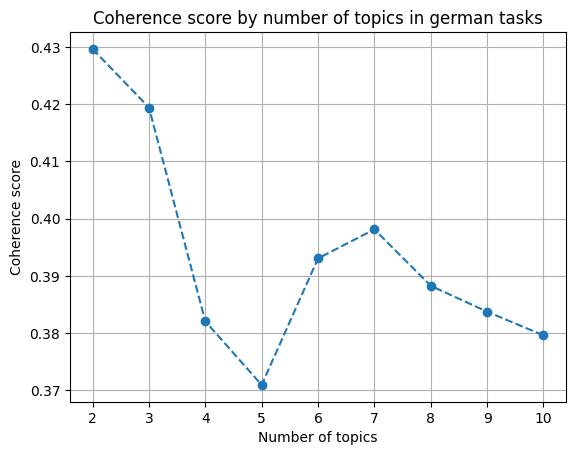 Coherence score by number of topics in german tasks
0.43
0.42
0.41
0.40
0.39
0.38
0.37
Coherence score
2 3 4 5 6 7 8 9 10
Number of topics